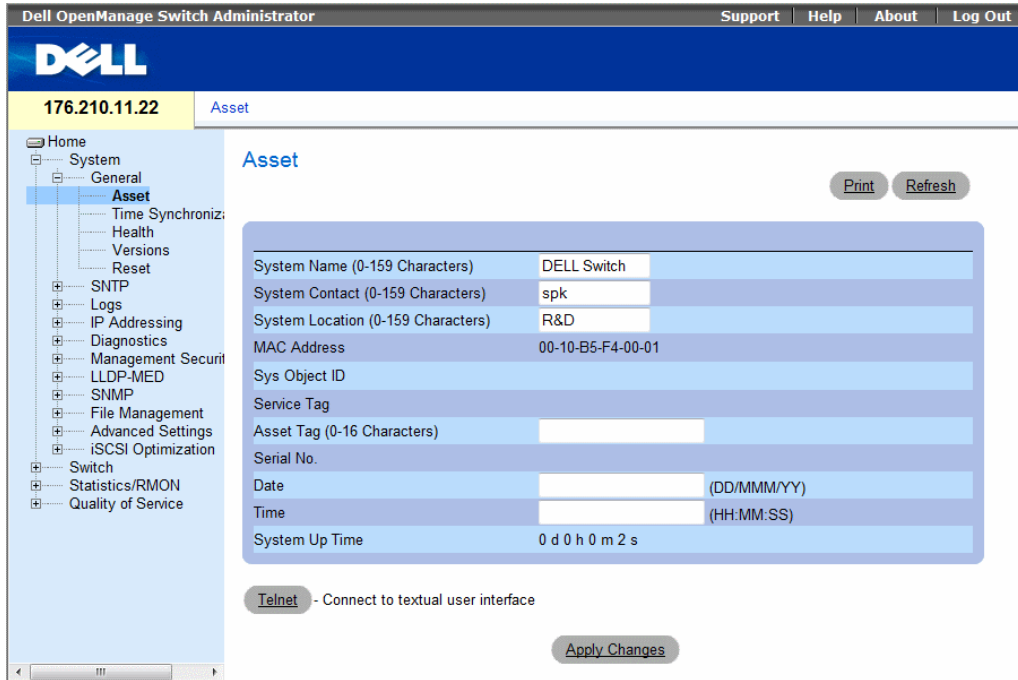 Dell OpenManage Switch Administrator
Support Help About Log Out
DELL
176.210.11.22
Asset
Home
System
General
Asset
Time Synchroniza
Health
Versions
Reset
SNTP
Logs
IP Addressing
Diagnostics
Management Securit
LLDP-MED
SNMP
File Management
Advanced Settings
iSCSI Optimization
Switch
Statistics/RMON
Quality of Service
Asset
Print Refresh
System Name (0-159 Characters) DELL Switch
System Contact (0-159 Characters) spk
System Location (0-159 Characters) R&D
MAC Address 00-10-B5-F4-00-01
Sys Object ID
Service Tag
Asset Tag (0-16 Characters)
Serial No.
Date (DD/MMM/YY)
Time (HH:MM:SS)
System Up Time 0 d 0 h 0 m 2 s
Telnet - Connect to textual user interface
Apply Changes